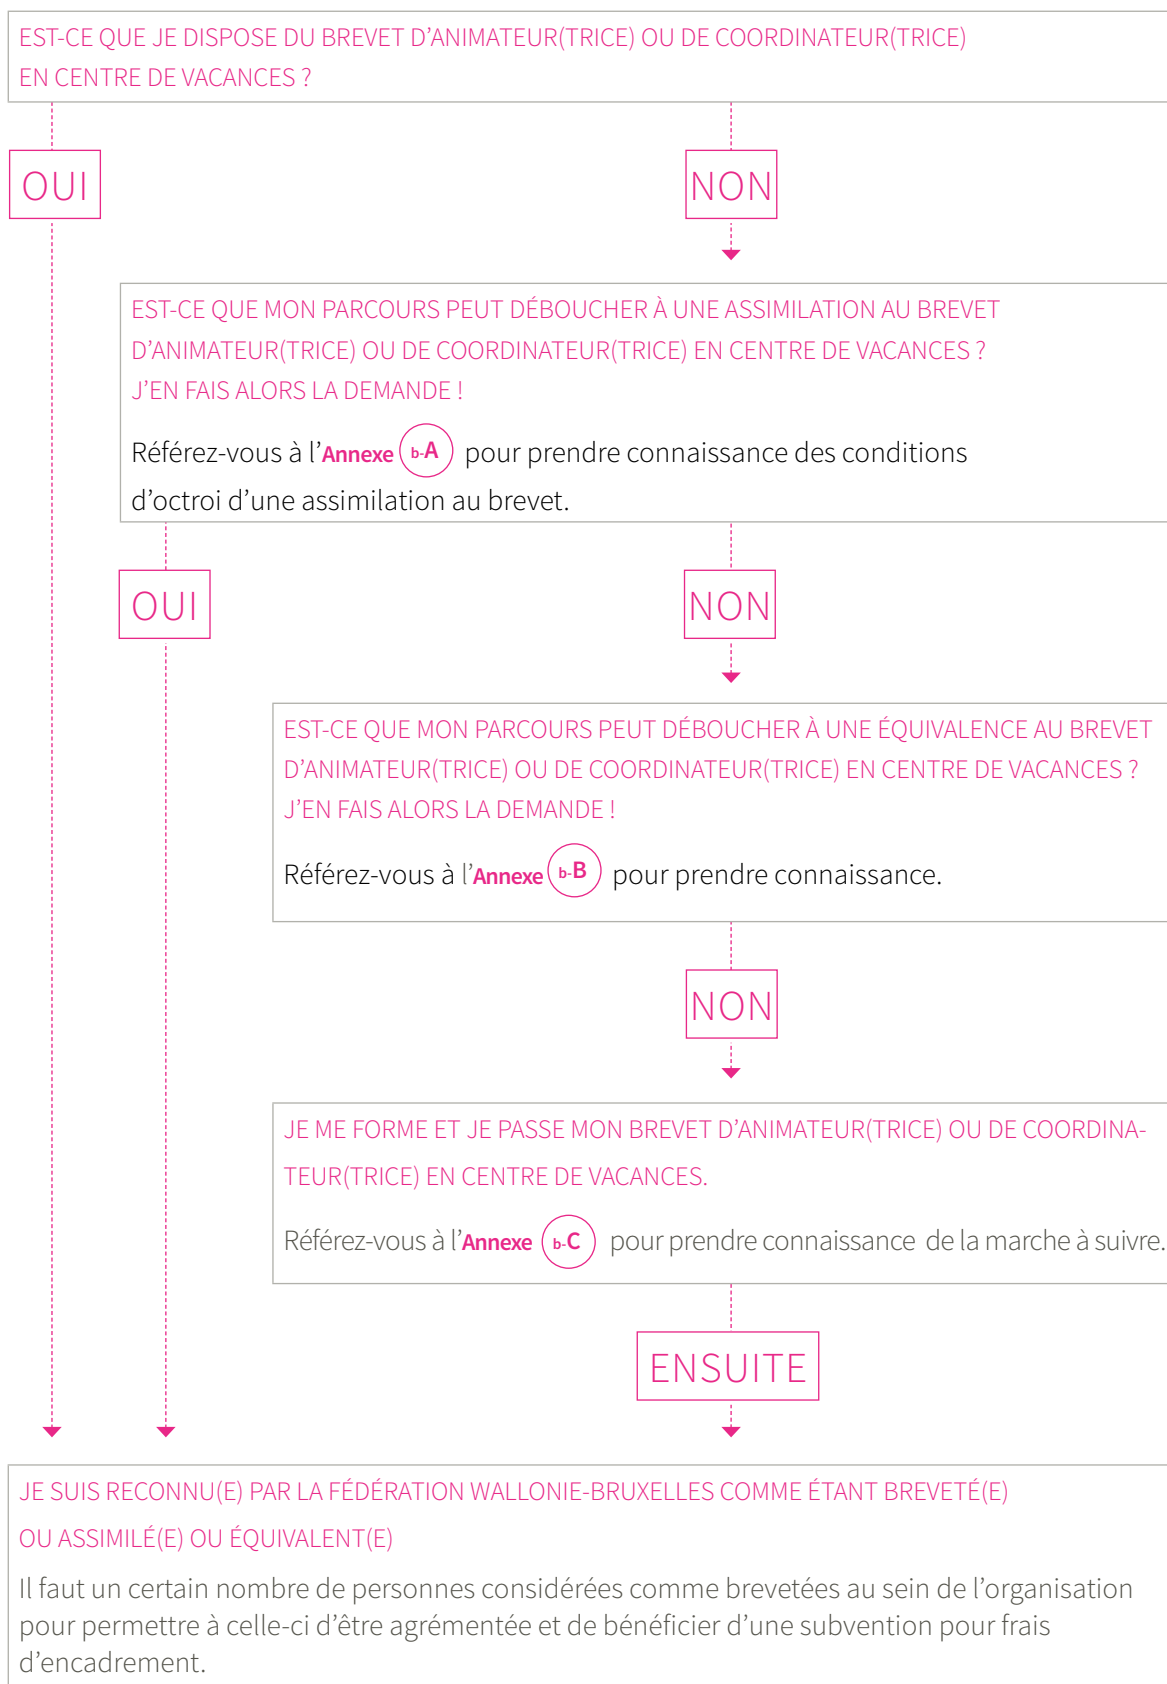 EST-CE QUE JE DISPOSE DU BREVET D’ANIMATEUR(TRICE) OU DE COORDINATEUR(TRICE)
EN CENTRE DE VACANCES ?
OUI
NON
EST-CE QUE MON PARCOURS PEUT DÉBOUCHER À UNE ASSIMILATION AU BREVET
D’ANIMATEUR(TRICE) OU DE COORDINATEUR(TRICE) EN CENTRE DE VACANCES ?
J’EN FAIS ALORS LA DEMANDE !
Référez-vous à l’Annexe b-A pour prendre connaissance des conditions
d’octroi d’une assimilation au brevet.
OUI
NON
EST-CE QUE MON PARCOURS PEUT DÉBOUCHER À UNE ÉQUIVALENCE AU BREVET
D’ANIMATEUR(TRICE) OU DE COORDINATEUR(TRICE) EN CENTRE DE VACANCES ?
J’EN FAIS ALORS LA DEMANDE !
Référez-vous à l’Annexe b-B pour prendre connaissance.
NON
JE ME FORME ET JE PASSE MON BREVET D’ANIMATEUR(TRICE) OU DE COORDINA-
TEUR(TRICE) EN CENTRE DE VACANCES.
Référez-vous à l’Annexe b-C pour prendre connaissance de la marche à suivre.
ENSUITE
JE SUIS RECONNU(E) PAR LA FÉDÉRATION WALLONIE-BRUXELLES COMME ÉTANT BREVETÉ(E)
OU ASSIMILÉ(E) OU ÉQUIVALENT(E)
Il faut un certain nombre de personnes considérées comme brevetées au sein de l’organisation
pour permettre à celle-ci d’être agrémentée et de bénéficier d’une subvention pour frais
d’encadrement.